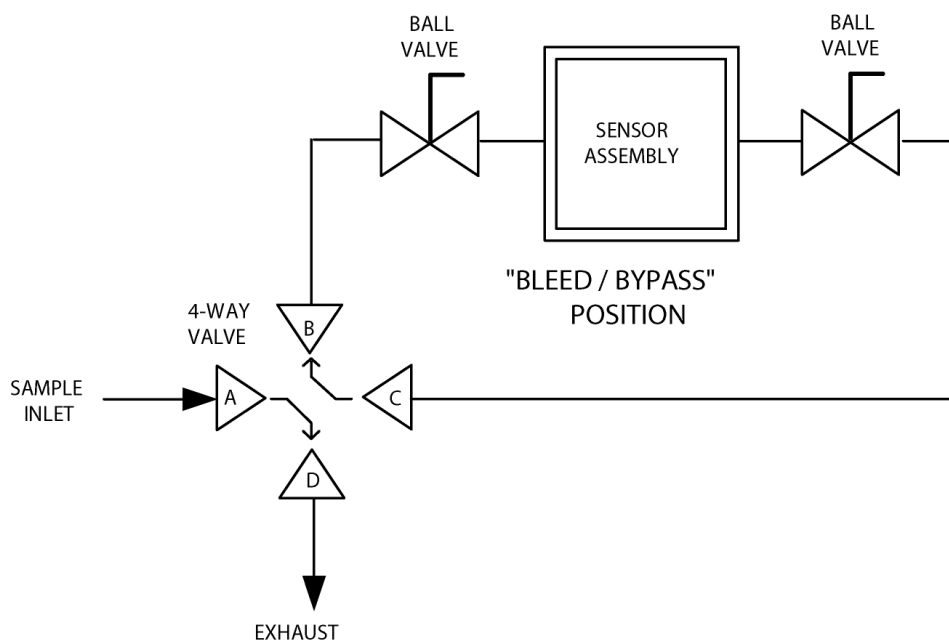 BALL
VALVE
BALL
VALVE
SENSOR
ASSEMBLY
"BLEED / BYPASS"
POSITION
4-WAY
VALVE
B
SAMPLE
INLET
A
C
D
EXHAUST